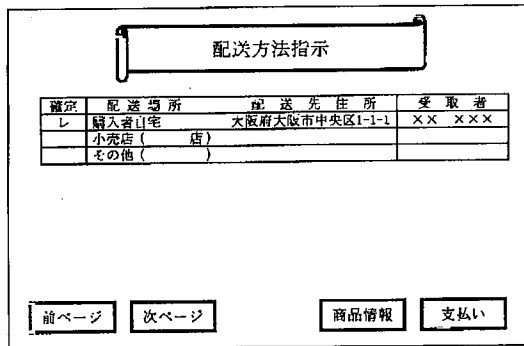 配送方法指示
確定 配送場所 配送先住所 受取者
レ 購入者自宅 大阪府大阪市中央区1-1-1 ×× ×××
小売店( 店)
その他( )
前ページ 次ページ 商品情報 支払い